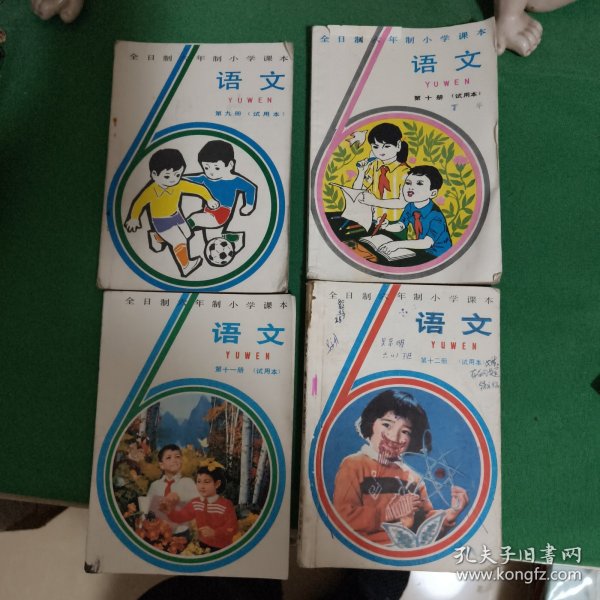 全日制六年制小学课本
语文
YUWEN
第九册（试用本）
全日制六年制小学课本
语文
YUWEN
第十册（试用本）
全日制六年制小学课本
语文
YUWEN
第十一册（试用本）
全日制六年制小学课本
语文
YUWEN
第十二册（试用本）
孔夫子旧书网
www.kongfz.com